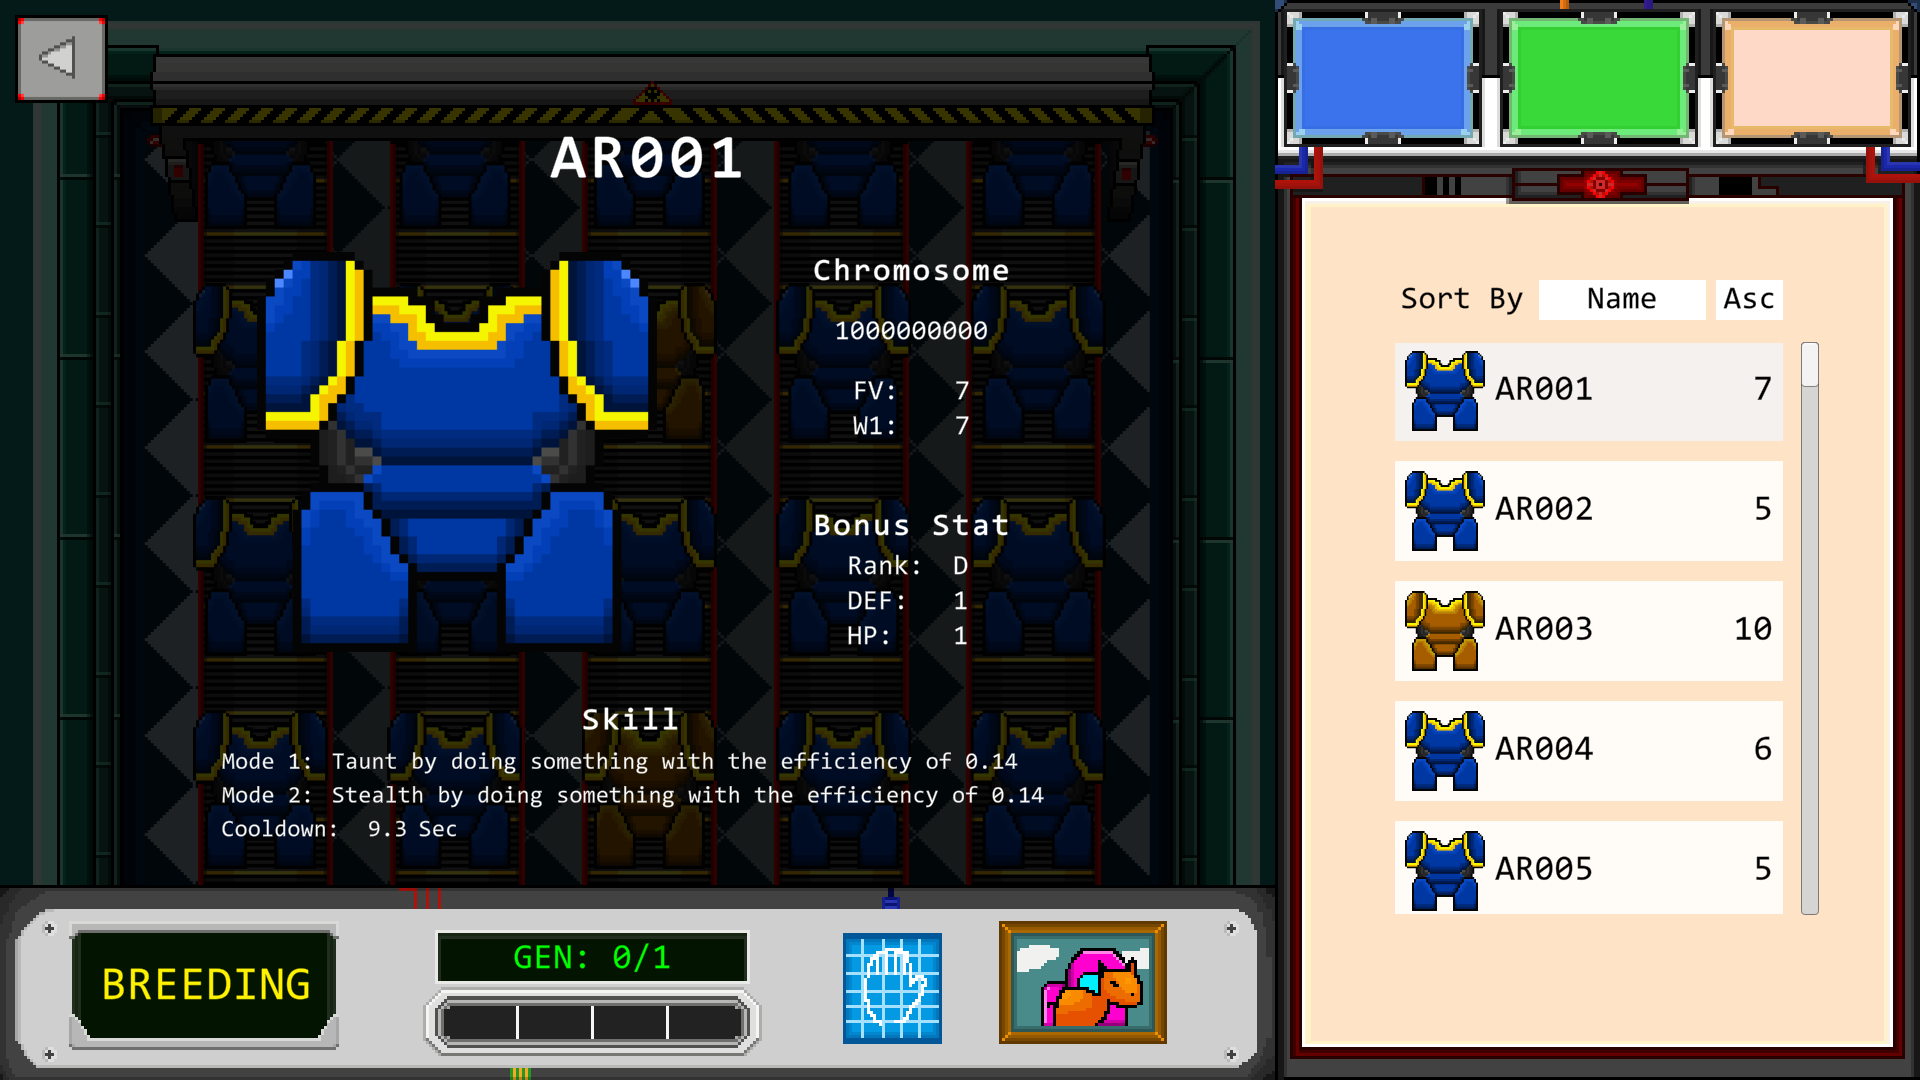 AR001
Chromosome
1000000000
FV: 7
W1: 7
Bonus Stat
Rank: D
DEF: 1
HP: 1
Skill
Mode 1: Taunt by doing something with the efficiency of 0.14
Mode 2: Stealth by doing something with the efficiency of 0.14
Cooldown: 9.3 Sec
BREEDING
GEN: 0/1
Sort By Name Asc
AR001 7
AR002 5
AR003 10
AR004 6
AR005 5